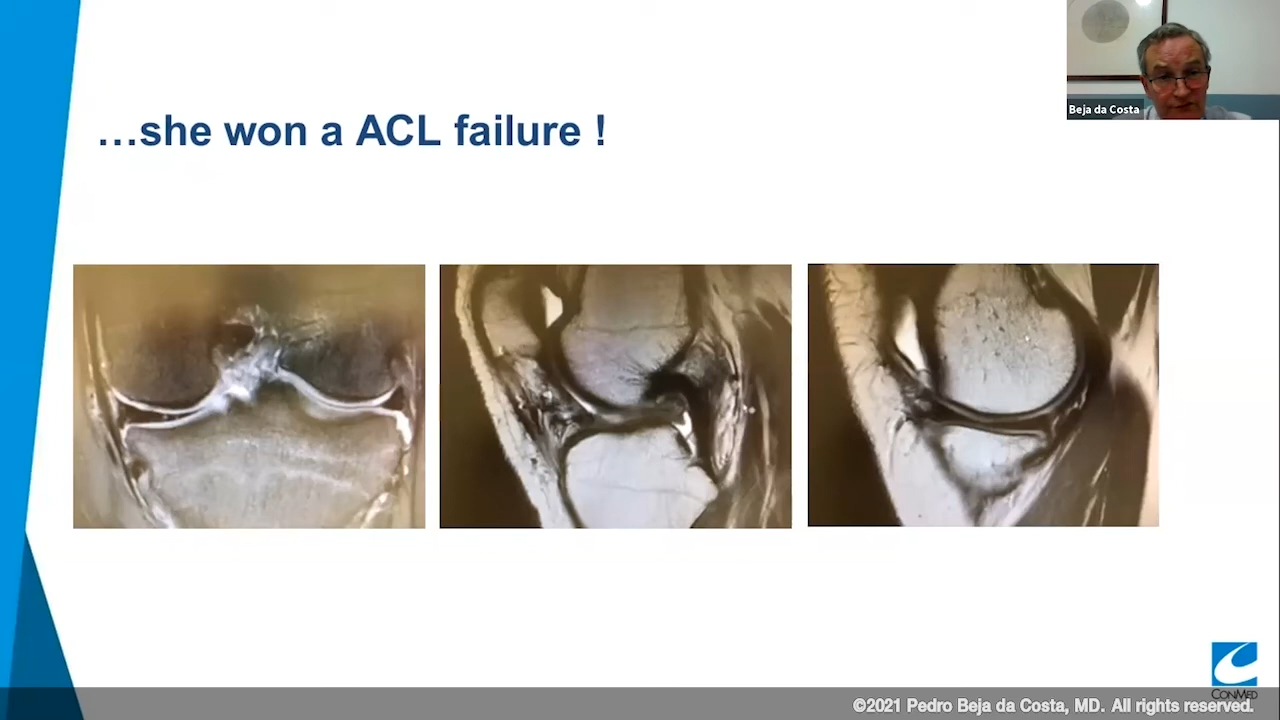 Beja da Costa
…she won a ACL failure !
CONMED
©2021 Pedro Beja da Costa, MD. All rights reserved.